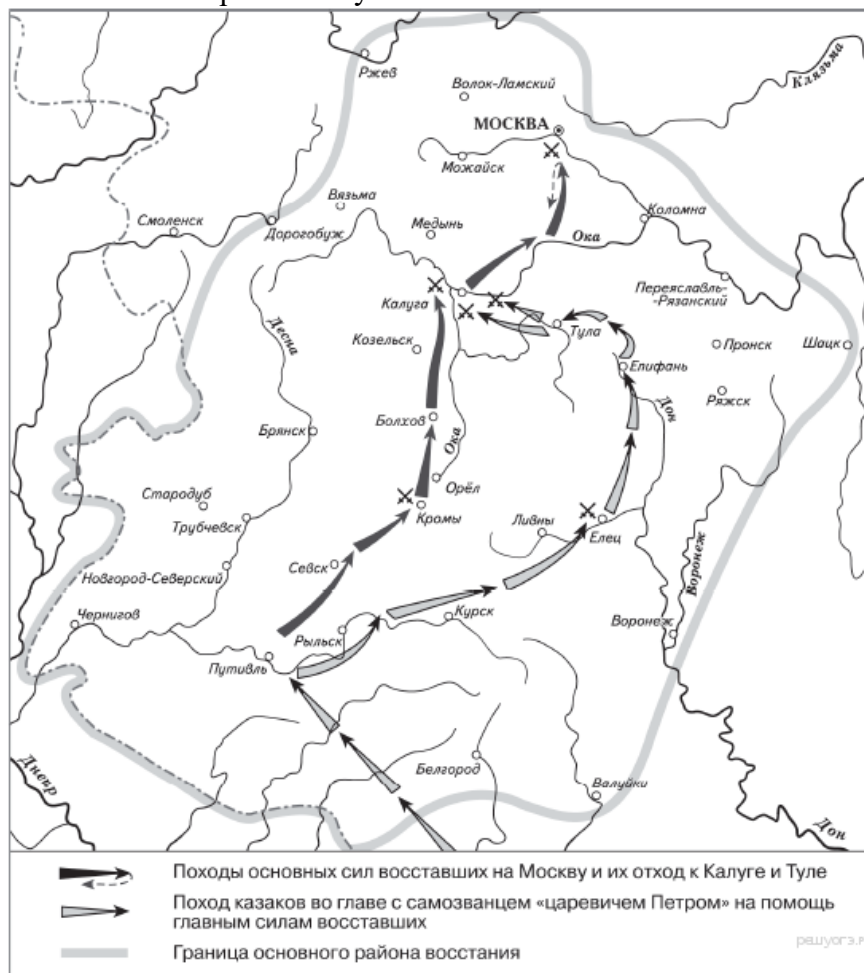 Ржев
Волок-Ламский
Клязьма
МОСКВА
Можайск
Вязьма
Смоленск
Дорогобуж
Медынь
Ока
Коломна
Переяславль-
-Рязанский
Калуга
Тула
Десна
Козельск
Пронск
Шацк
Епифань
Ряжск
Дон
Болхов
Ока
Брянск
Орёл
Стародуб
Кромы
Трубчевск
Ливны
Елец
Воронеж
Севск
Новгород-Северский
Чернигов
Курск
Рыльск
Воронеж
Путивль
Белгород
Валуйки
Днепр
Дон
Походы основных сил восставших на Москву и их отход к Калуге и Туле
Поход казаков во главе с самозванцем «царевичем Петром» на помощь
главным силам восставших
Граница основного района восстания